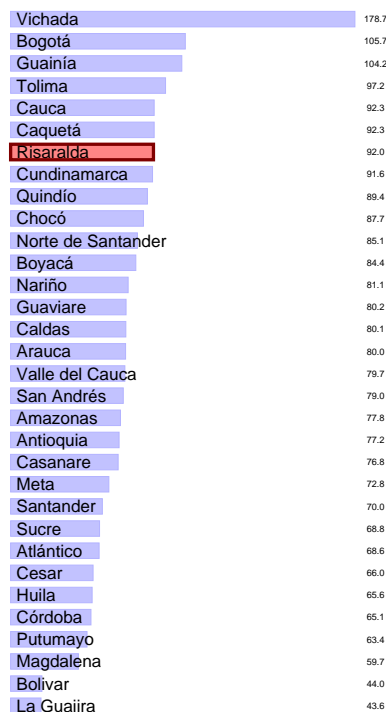 Vichada 178.7
Bogotá 105.7
Guainía 104.2
Tolima 97.2
Cauca 92.3
Caquetá 92.3
Risaralda 92.0
Cundinamarca 91.6
Quindío 89.4
Chocó 87.7
Norte de Santander 85.1
Boyacá 84.4
Nariño 81.1
Guaviare 80.2
Caldas 80.1
Arauca 80.0
Valle del Cauca 79.7
San Andrés 79.0
Amazonas 77.8
Antioquia 77.2
Casanare 76.8
Meta 72.8
Santander 70.0
Sucre 68.8
Atlántico 68.6
Cesar 66.0
Huila 65.6
Córdoba 65.1
Putumayo 63.4
Magdalena 59.7
Bolivar 44.0
La Guajira 43.6